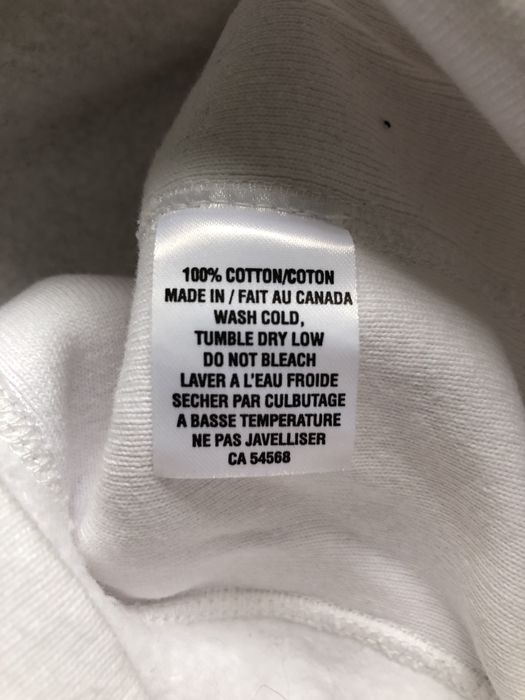 100% COTTON/COTON
MADE IN / FAIT AU CANADA
WASH COLD,
TUMBLE DRY LOW
DO NOT BLEACH
LAVER A L'EAU FROIDE
SECHER PAR CULBUTAGE
A BASSE TEMPERATURE
NE PAS JAVELLISER
CA 54568